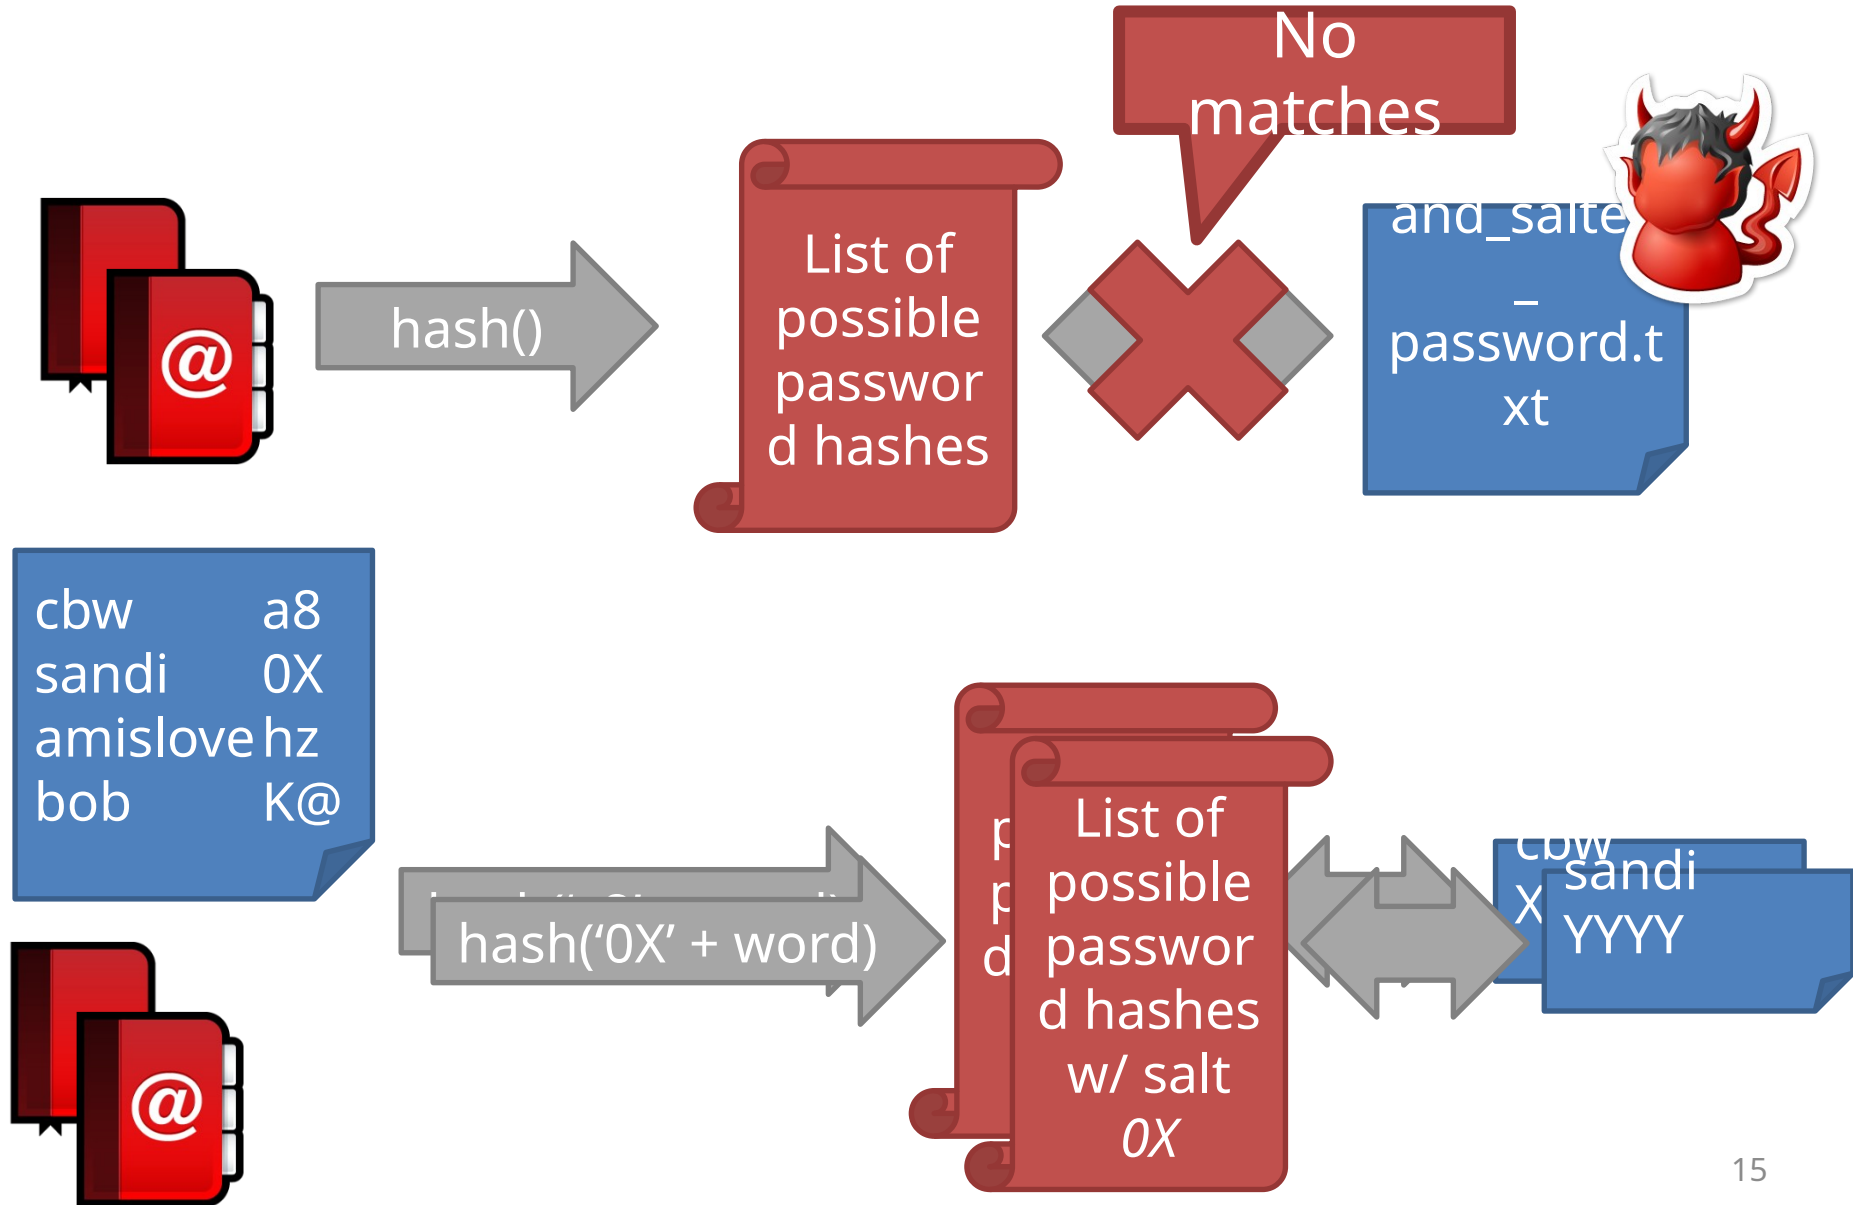 No
matches
and_salte
_
password.t
xt
hash()
List of
possible
passwor
d hashes
@
cbw a8
sandi 0X
amislove hz
bob K@
hash(‘0X’ + word)
List of
possible
passwor
d hashes
w/ salt
0X
cbw
X
sandi
YYYY
@
15